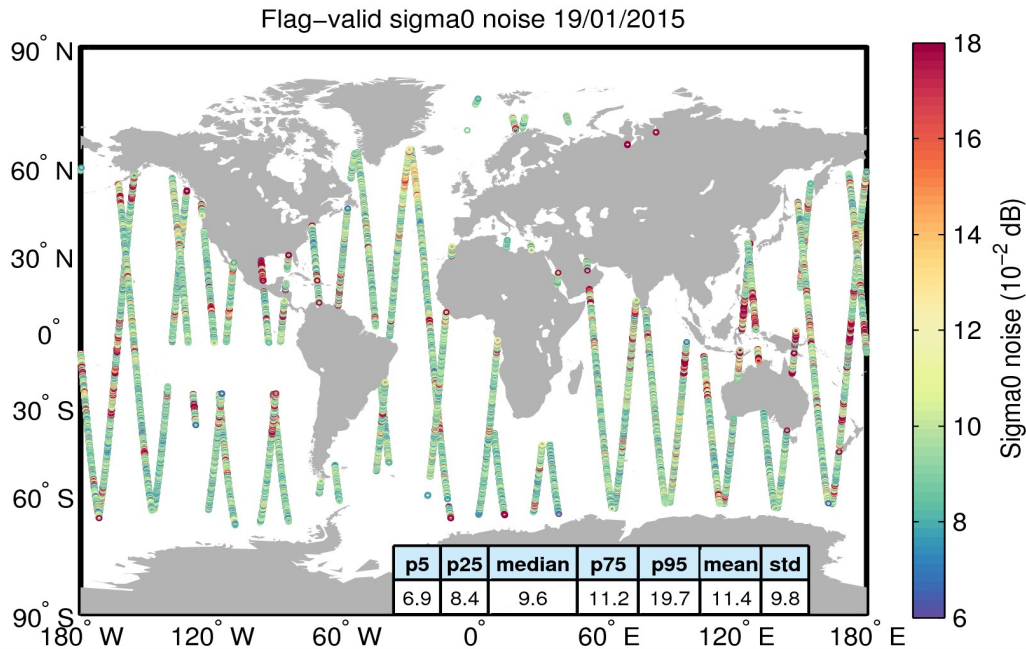 Flag−valid sigma0 noise 19/01/2015
90° N
60° N
30° N
0°
30° S
60° S
90° S
180° W
120° W
60° W
0°
60° E
120° E
180° E
p5 p25 median p75 p95 mean std
6.9 8.4 9.6 11.2 19.7 11.4 9.8
18
16
14
12
10
8
6
Sigma0 noise (10⁻² dB)